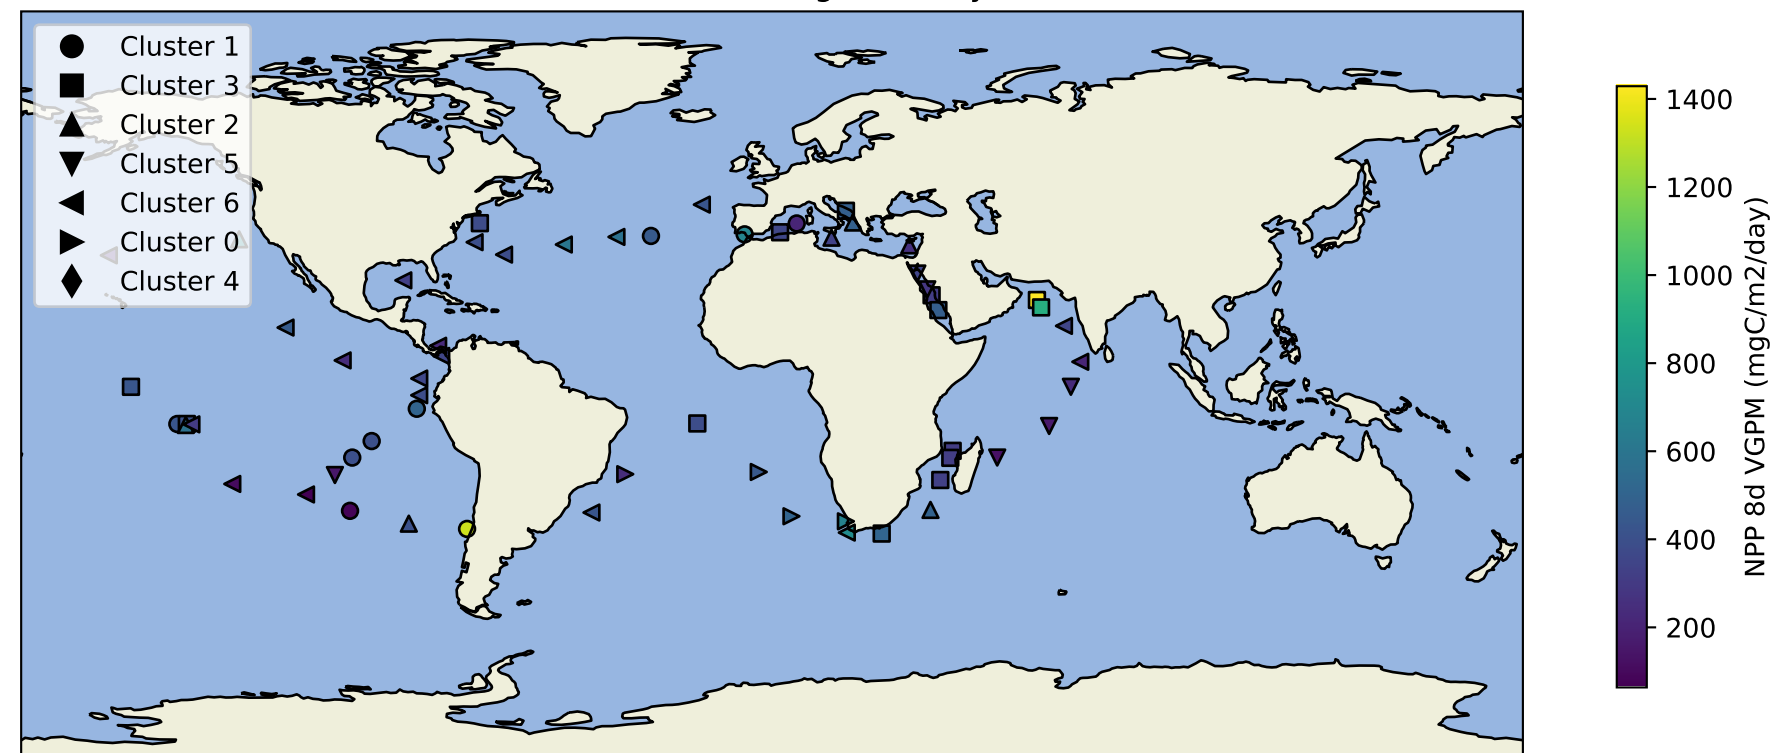 Cluster 1
Cluster 3
Cluster 2
Cluster 5
Cluster 6
Cluster 0
Cluster 4
1400
1200
1000
800
600
400
200
NPP 8d VGPM (mgC/m2/day)